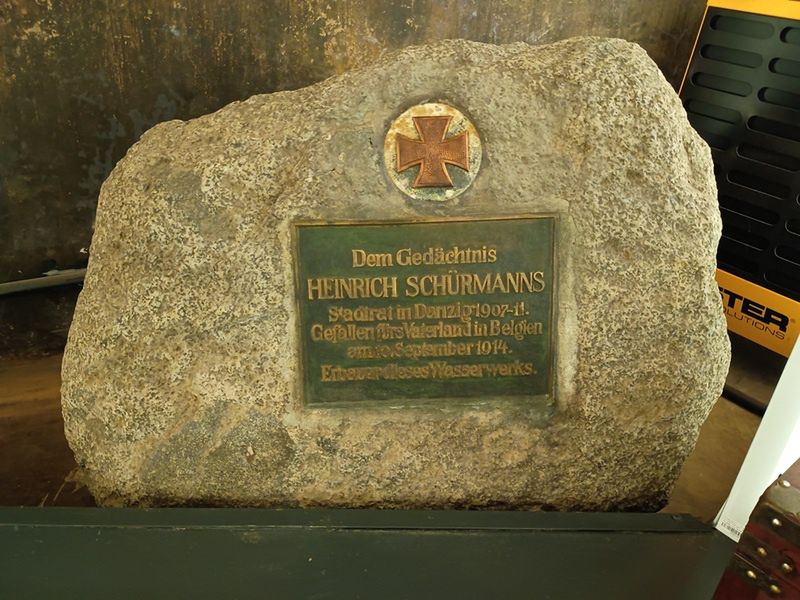 Dem Gedächtnis
HEINRICH SCHÜRMANNS
Stadtrat in Danzig 1907-11.
Gefallen fürs Vaterland in Belgien
am September 1914.
Erbauer dieses Wasserwerks.
TER
OLUTIONS